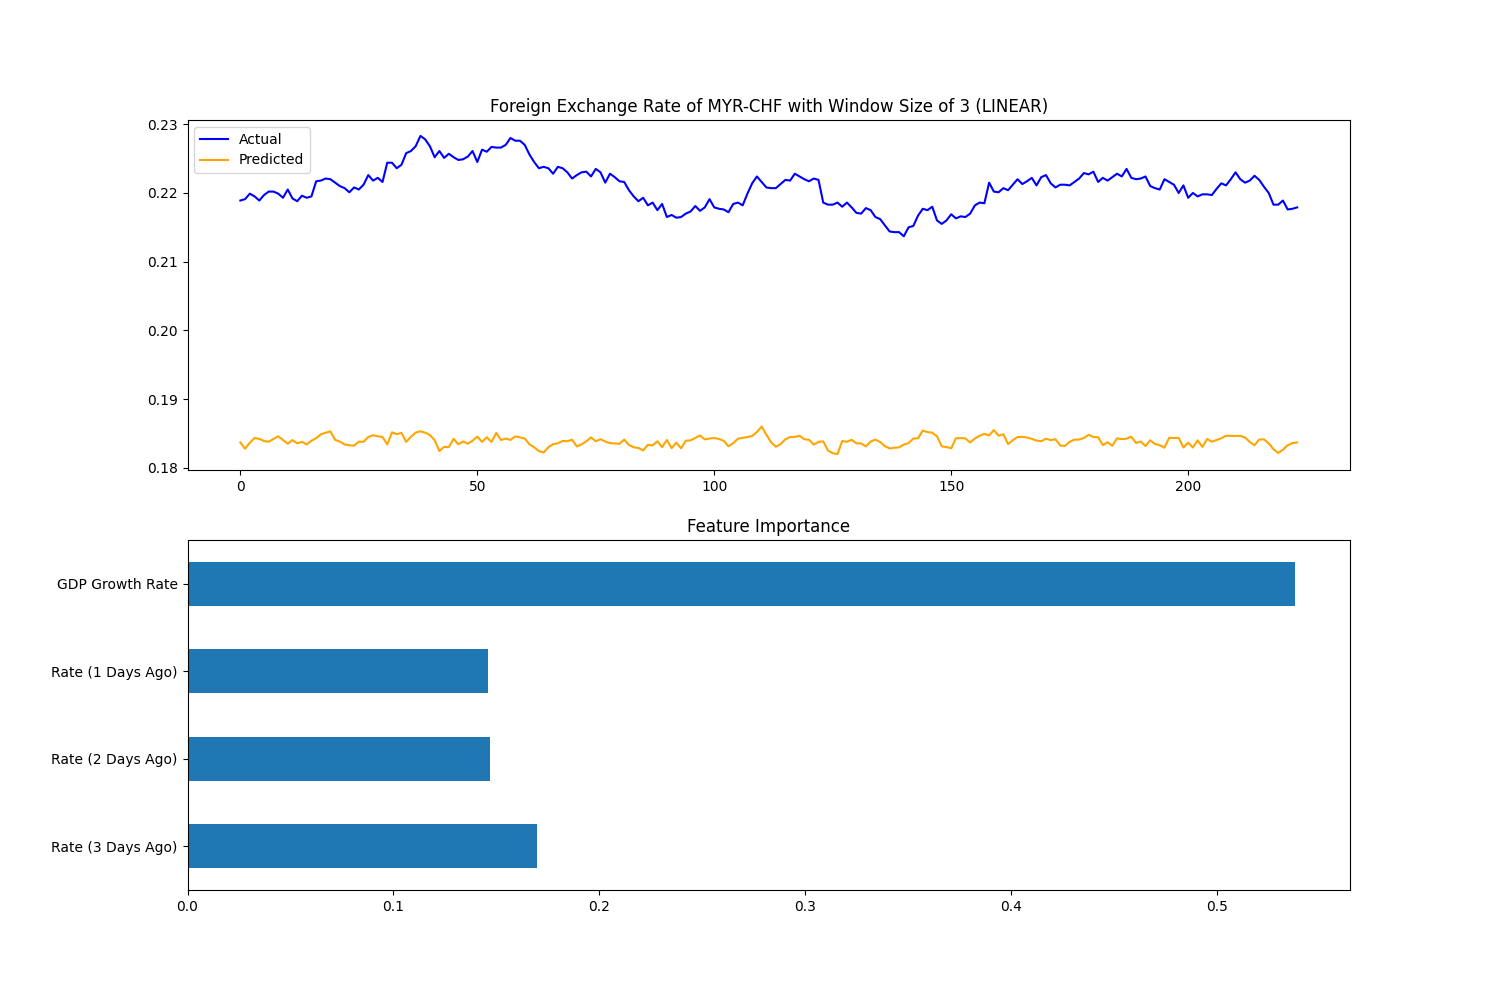 Foreign Exchange Rate of MYR-CHF with Window Size of 3 (LINEAR)
0.23
0.22
0.21
0.20
0.19
0.18
Actual
Predicted
0 50 100 150 200
Feature Importance
GDP Growth Rate
Rate (1 Days Ago)
Rate (2 Days Ago)
Rate (3 Days Ago)
0.0 0.1 0.2 0.3 0.4 0.5